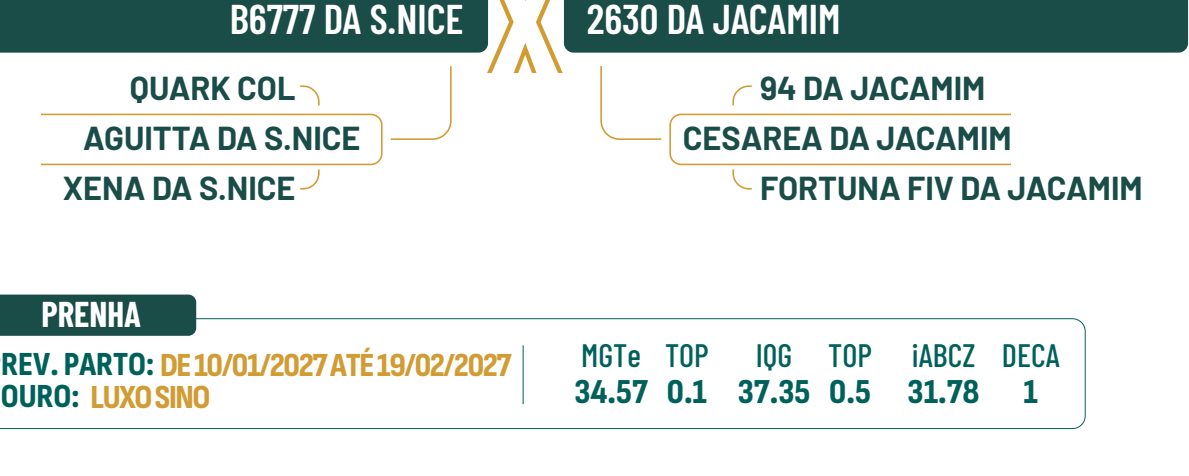 B6777 DA S.NICE 2630 DA JACAMIM
QUARK COL 94 DA JACAMIM
AGUITTA DA S.NICE CESAREA DA JACAMIM
XENA DA S.NICE FORTUNA FIV DA JACAMIM
PRENHA
REV. PARTO: DE 10/01/2027 ATÉ 19/02/2027
OURO: LUXO SINO
MGTe TOP IQG TOP iABCZ DECA
34.57 0.1 37.35 0.5 31.78 1